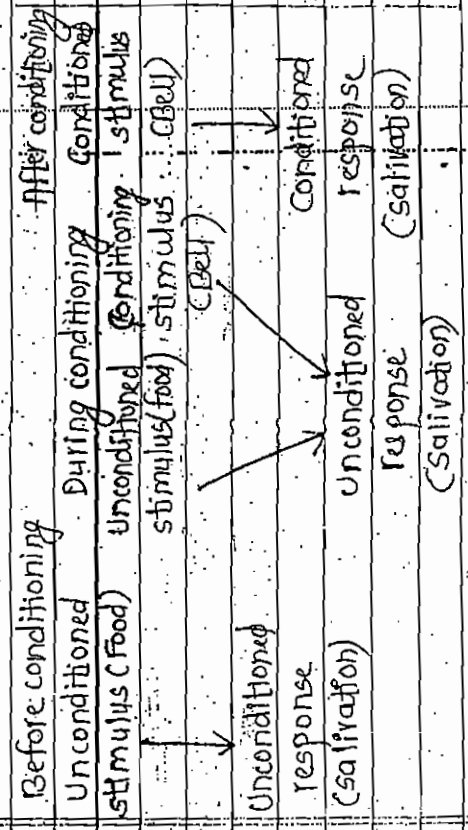 Before conditioning
Unconditioned
stimulus (Food)
Unconditioned
response
(salivation)
During conditioning
Unconditioned
stimulus(food)
Conditioning
stimulus
(Bell)
Unconditioned
response
(salivation)
After conditioning
Conditioned
stimulus
(Bell)
Conditioned
response
(salivation)